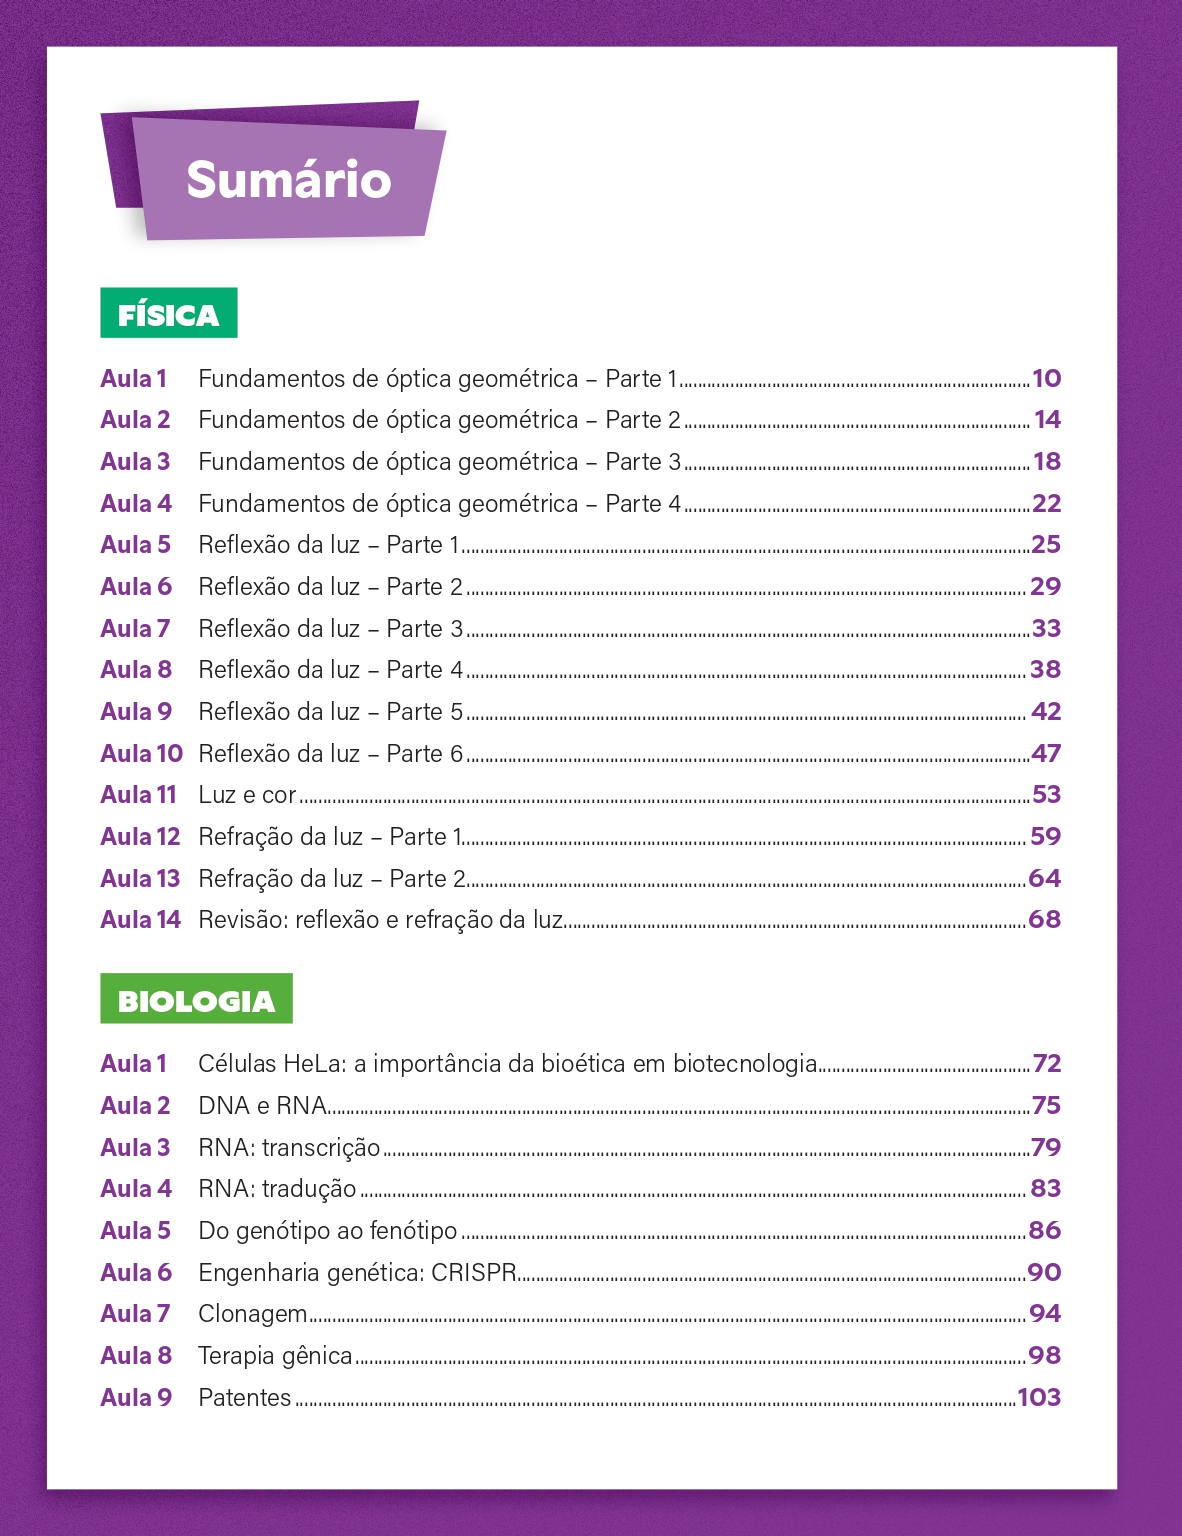 Sumário
FÍSICA
Aula 1 Fundamentos de óptica geométrica – Parte 1 10
Aula 2 Fundamentos de óptica geométrica – Parte 2 14
Aula 3 Fundamentos de óptica geométrica – Parte 3 18
Aula 4 Fundamentos de óptica geométrica – Parte 4 22
Aula 5 Reflexão da luz – Parte 1 25
Aula 6 Reflexão da luz – Parte 2 29
Aula 7 Reflexão da luz – Parte 3 33
Aula 8 Reflexão da luz – Parte 4 38
Aula 9 Reflexão da luz – Parte 5 42
Aula 10 Reflexão da luz – Parte 6 47
Aula 11 Luz e cor 53
Aula 12 Refração da luz – Parte 1 59
Aula 13 Refração da luz – Parte 2 64
Aula 14 Revisão: reflexão e refração da luz 68
BIOLOGIA
Aula 1 Células HeLa: a importância da bioética em biotecnologia 72
Aula 2 DNA e RNA 75
Aula 3 RNA: transcrição 79
Aula 4 RNA: tradução 83
Aula 5 Do genótipo ao fenótipo 86
Aula 6 Engenharia genética: CRISPR 90
Aula 7 Clonagem 94
Aula 8 Terapia gênica 98
Aula 9 Patentes 103